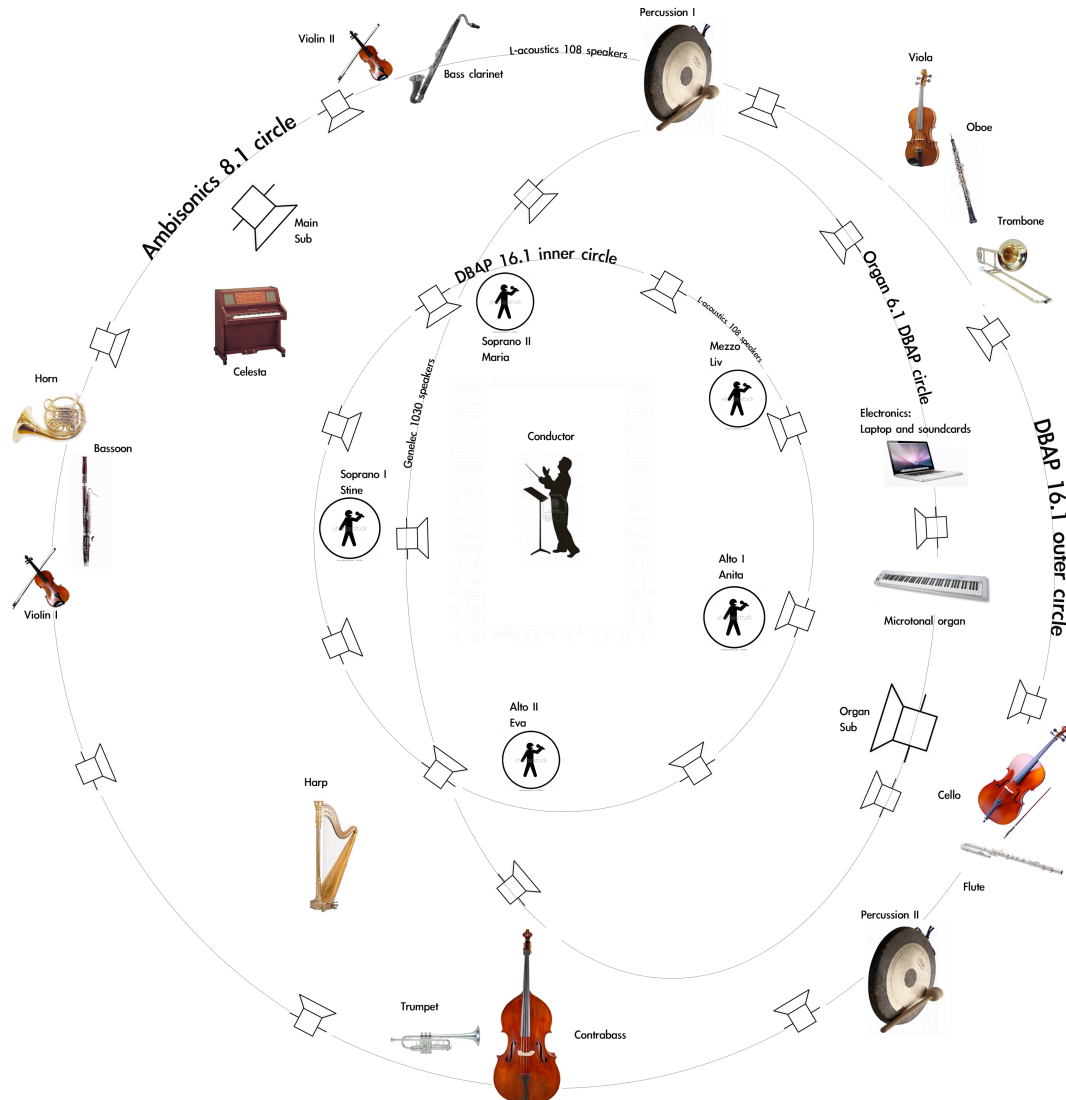 Percussion I
Violin II
L-acoustics 108 speakers
Bass clarinet
Viola
Oboe
Ambisonics 8.1 circle
Trombone
Main
Sub
DBAP 16.1 inner circle
Organ 6.1 DBAP circle
L-acoustics 108 speakers
Soprano II
Maria
Mezzo
Liv
Celesta
Horn
Genelec 1030 speakers
Electronics:
Laptop and soundcards
DBAP 16.1 outer circle
Conductor
Bassoon
Soprano I
Stine
Alto I
Anita
Violin I
Microtonal organ
Alto II
Eva
Organ
Sub
Harp
Cello
Flute
Percussion II
Trumpet
Contrabass